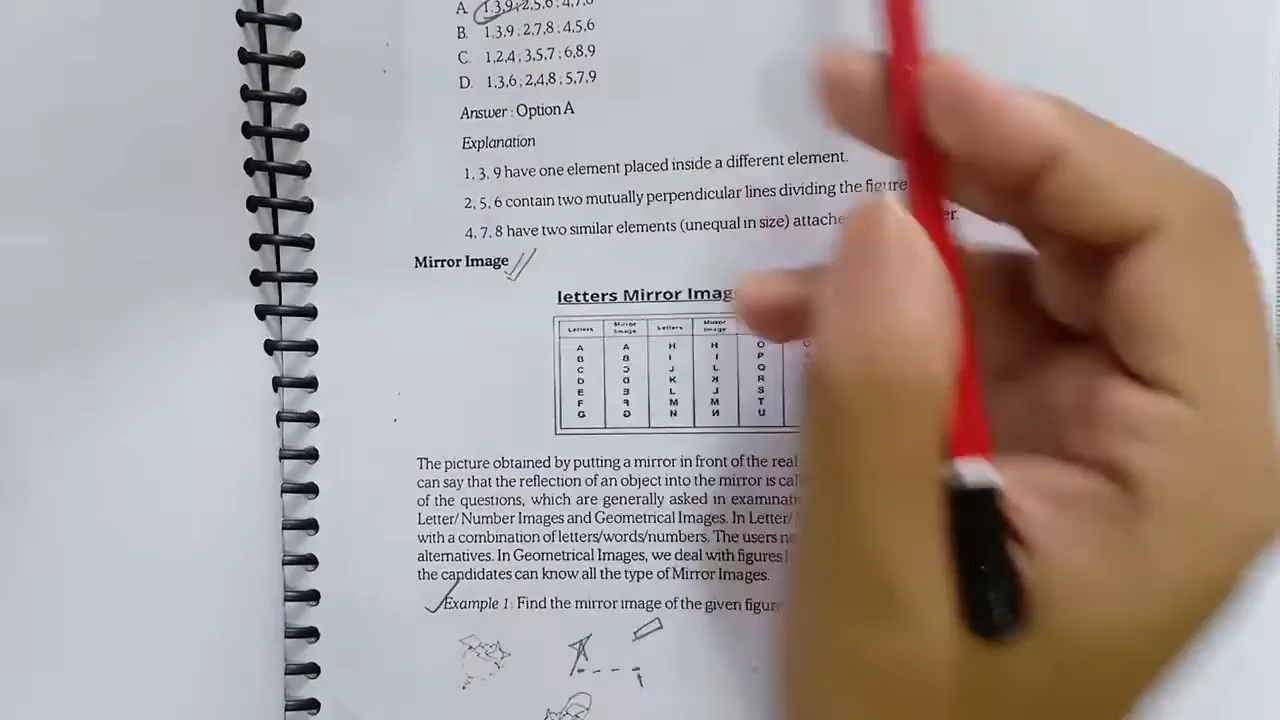 A. 1,3,9; 2,5,6; 4,7,8
B. 1,3,9; 2,7,8; 4,5,6
C. 1,2,4; 3,5,7; 6,8,9
D. 1,3,6; 2,4,8; 5,7,9
Answer : Option A
Explanation
1, 3, 9 have one element placed inside a different element.
2, 5, 6 contain two mutually perpendicular lines dividing the figure
4, 7, 8 have two similar elements (unequal in size)
Mirror Image
letters Mirror
Letters Mirror Image Letters Mirror Image
A A H H O
B B I I P
C C J J Q
D D K K R
E E L L S
F F M M T
G G N N U
The picture obtained by putting a mirror in front of the real
can say that the reflection of an object into the mirror is
of the questions, which are generally asked in
Letter/ Number Images and Geometrical Images. In Letter/
with a combination of letters/words/numbers. The users
alternatives. In Geometrical Images, we deal with figures
the candidates can know all the type of Mirror Images.
Example 1: Find the mirror image of the given